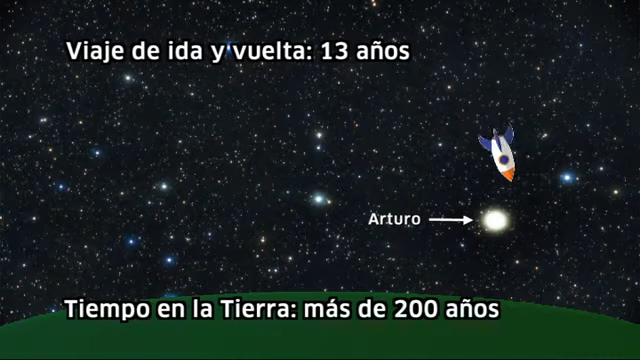 Viaje de ida y vuelta: 13 años
Arturo
Tiempo en la Tierra: más de 200 años